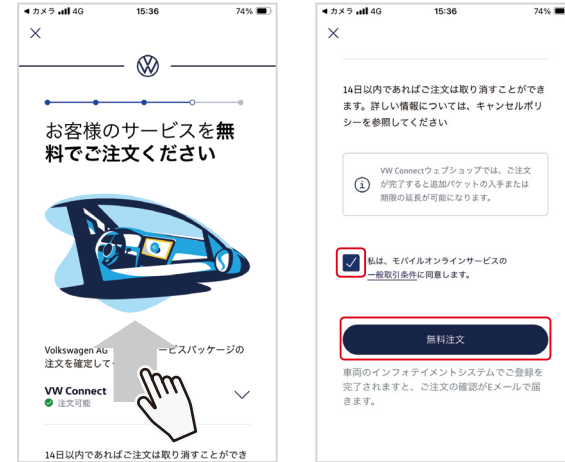 カメラ 4G 15:36 74%
お客様のサービスを無
料でご注文ください
Volkswagen AG
ービスパッケージの
注文を確定して
VW Connect
注文可能
14日以内であればご注文は取り消すことができ
カメラ 4G 15:36 74%
14日以内であればご注文は取り消すことができ
ます。詳しい情報については、キャンセルポリ
シーを参照してください
VW Connectウェブショップでは、ご注文
が完了すると追加パケットの入手または
期限の延長が可能になります。
私は、モバイルオンラインサービスの
一般取引条件に同意します。
無料注文
車両のインフォテイメントシステムでご登録を
完了されますと、ご注文の確認がEメールで届
きます。